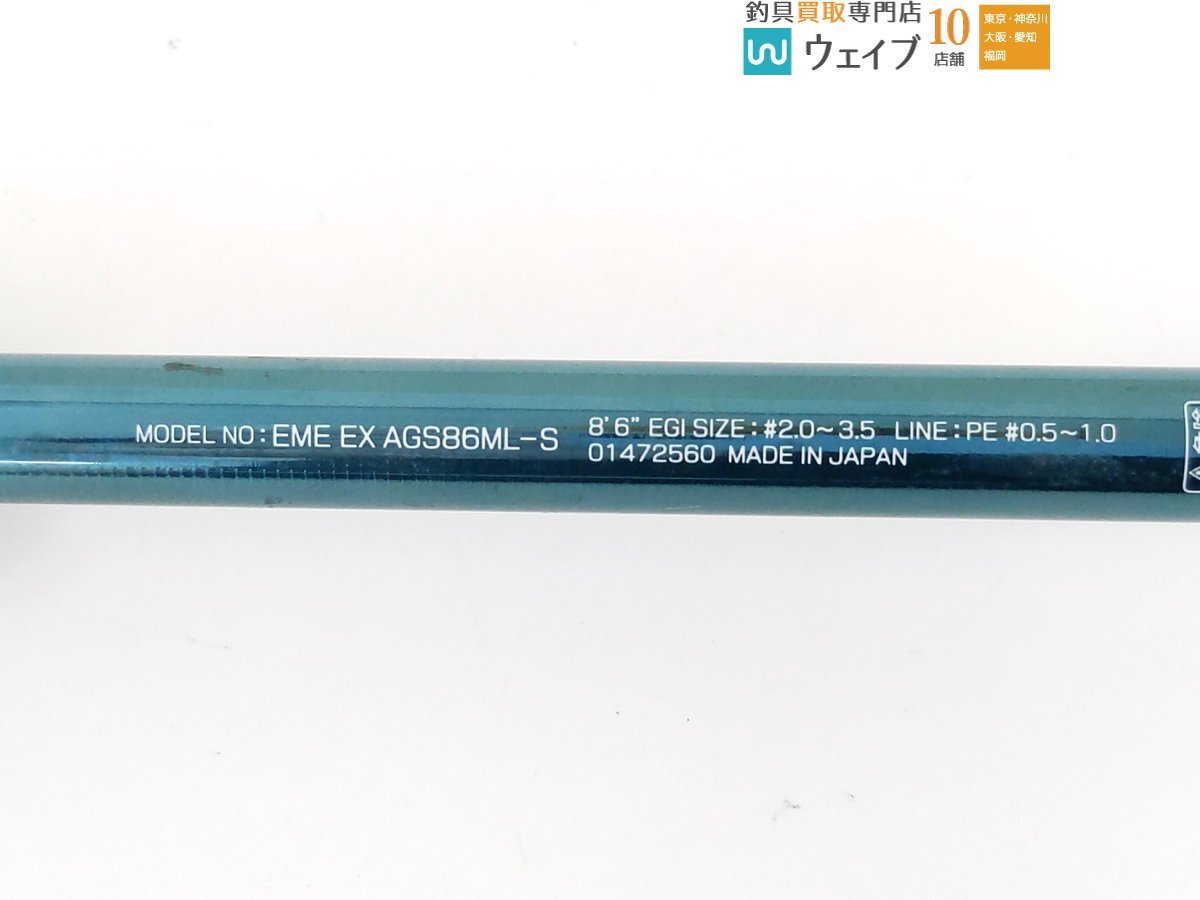 釣具買取専門店
ウェイブ
10
店舗
東京・神奈川
大阪・愛知
福岡
MODEL NO : EME EX AGS86ML-S
8'6" EGI SIZE : #2.0~3.5 LINE : PE #0.5~1.0
01472560 MADE IN JAPAN